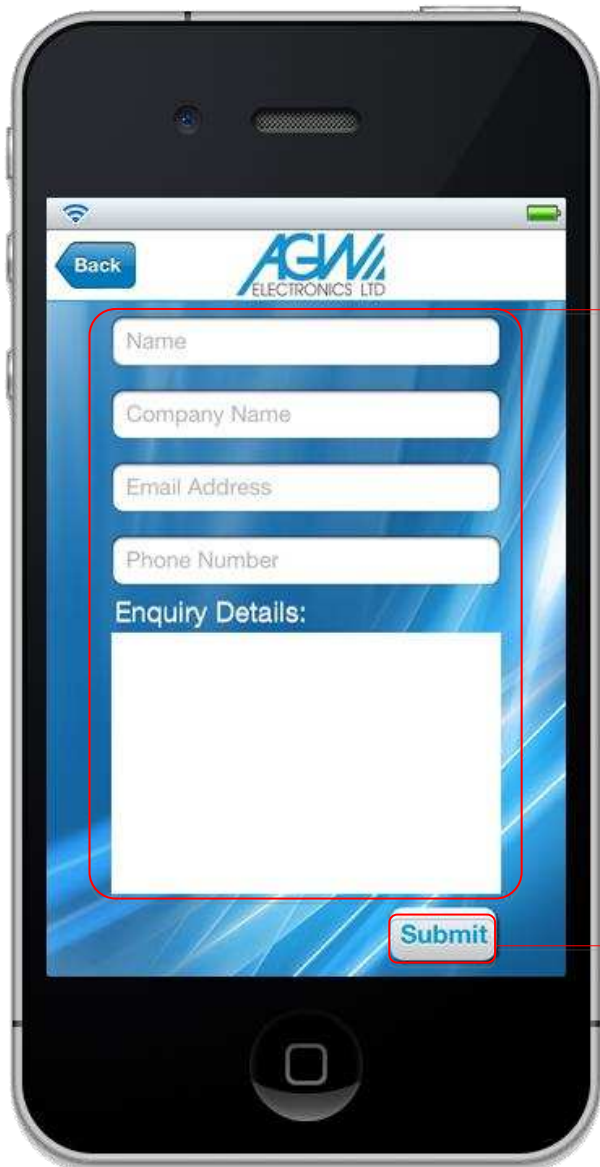 Back
AGW
ELECTRONICS LTD
Name
Company Name
Email Address
Phone Number
Enquiry Details:
Submit